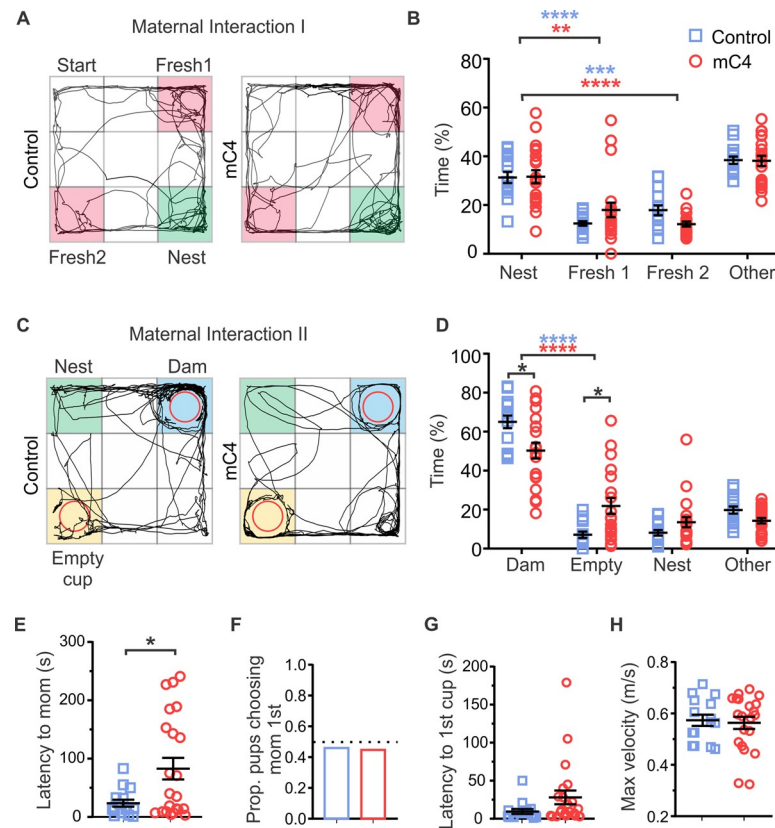 A
Maternal Interaction I
Start
Fresh1
Control
mC4
Fresh2
Nest
B
****
**
***
****
Control
mC4
Time (%)
80
60
40
20
0
Nest
Fresh 1
Fresh 2
Other
C
Maternal Interaction II
Nest
Dam
Control
mC4
Empty
cup
D
****
****
*
*
Time (%)
100
80
60
40
20
0
Dam
Empty
Nest
Other
E
*
Latency to mom (s)
300
200
100
0
F
Prop. pups choosing
mom 1st
1.0
0.8
0.6
0.4
0.2
0.0
G
Latency to 1st cup (s)
200
150
100
50
25
0
H
Max velocity (m/s)
0.8
0.6
0.4
0.2